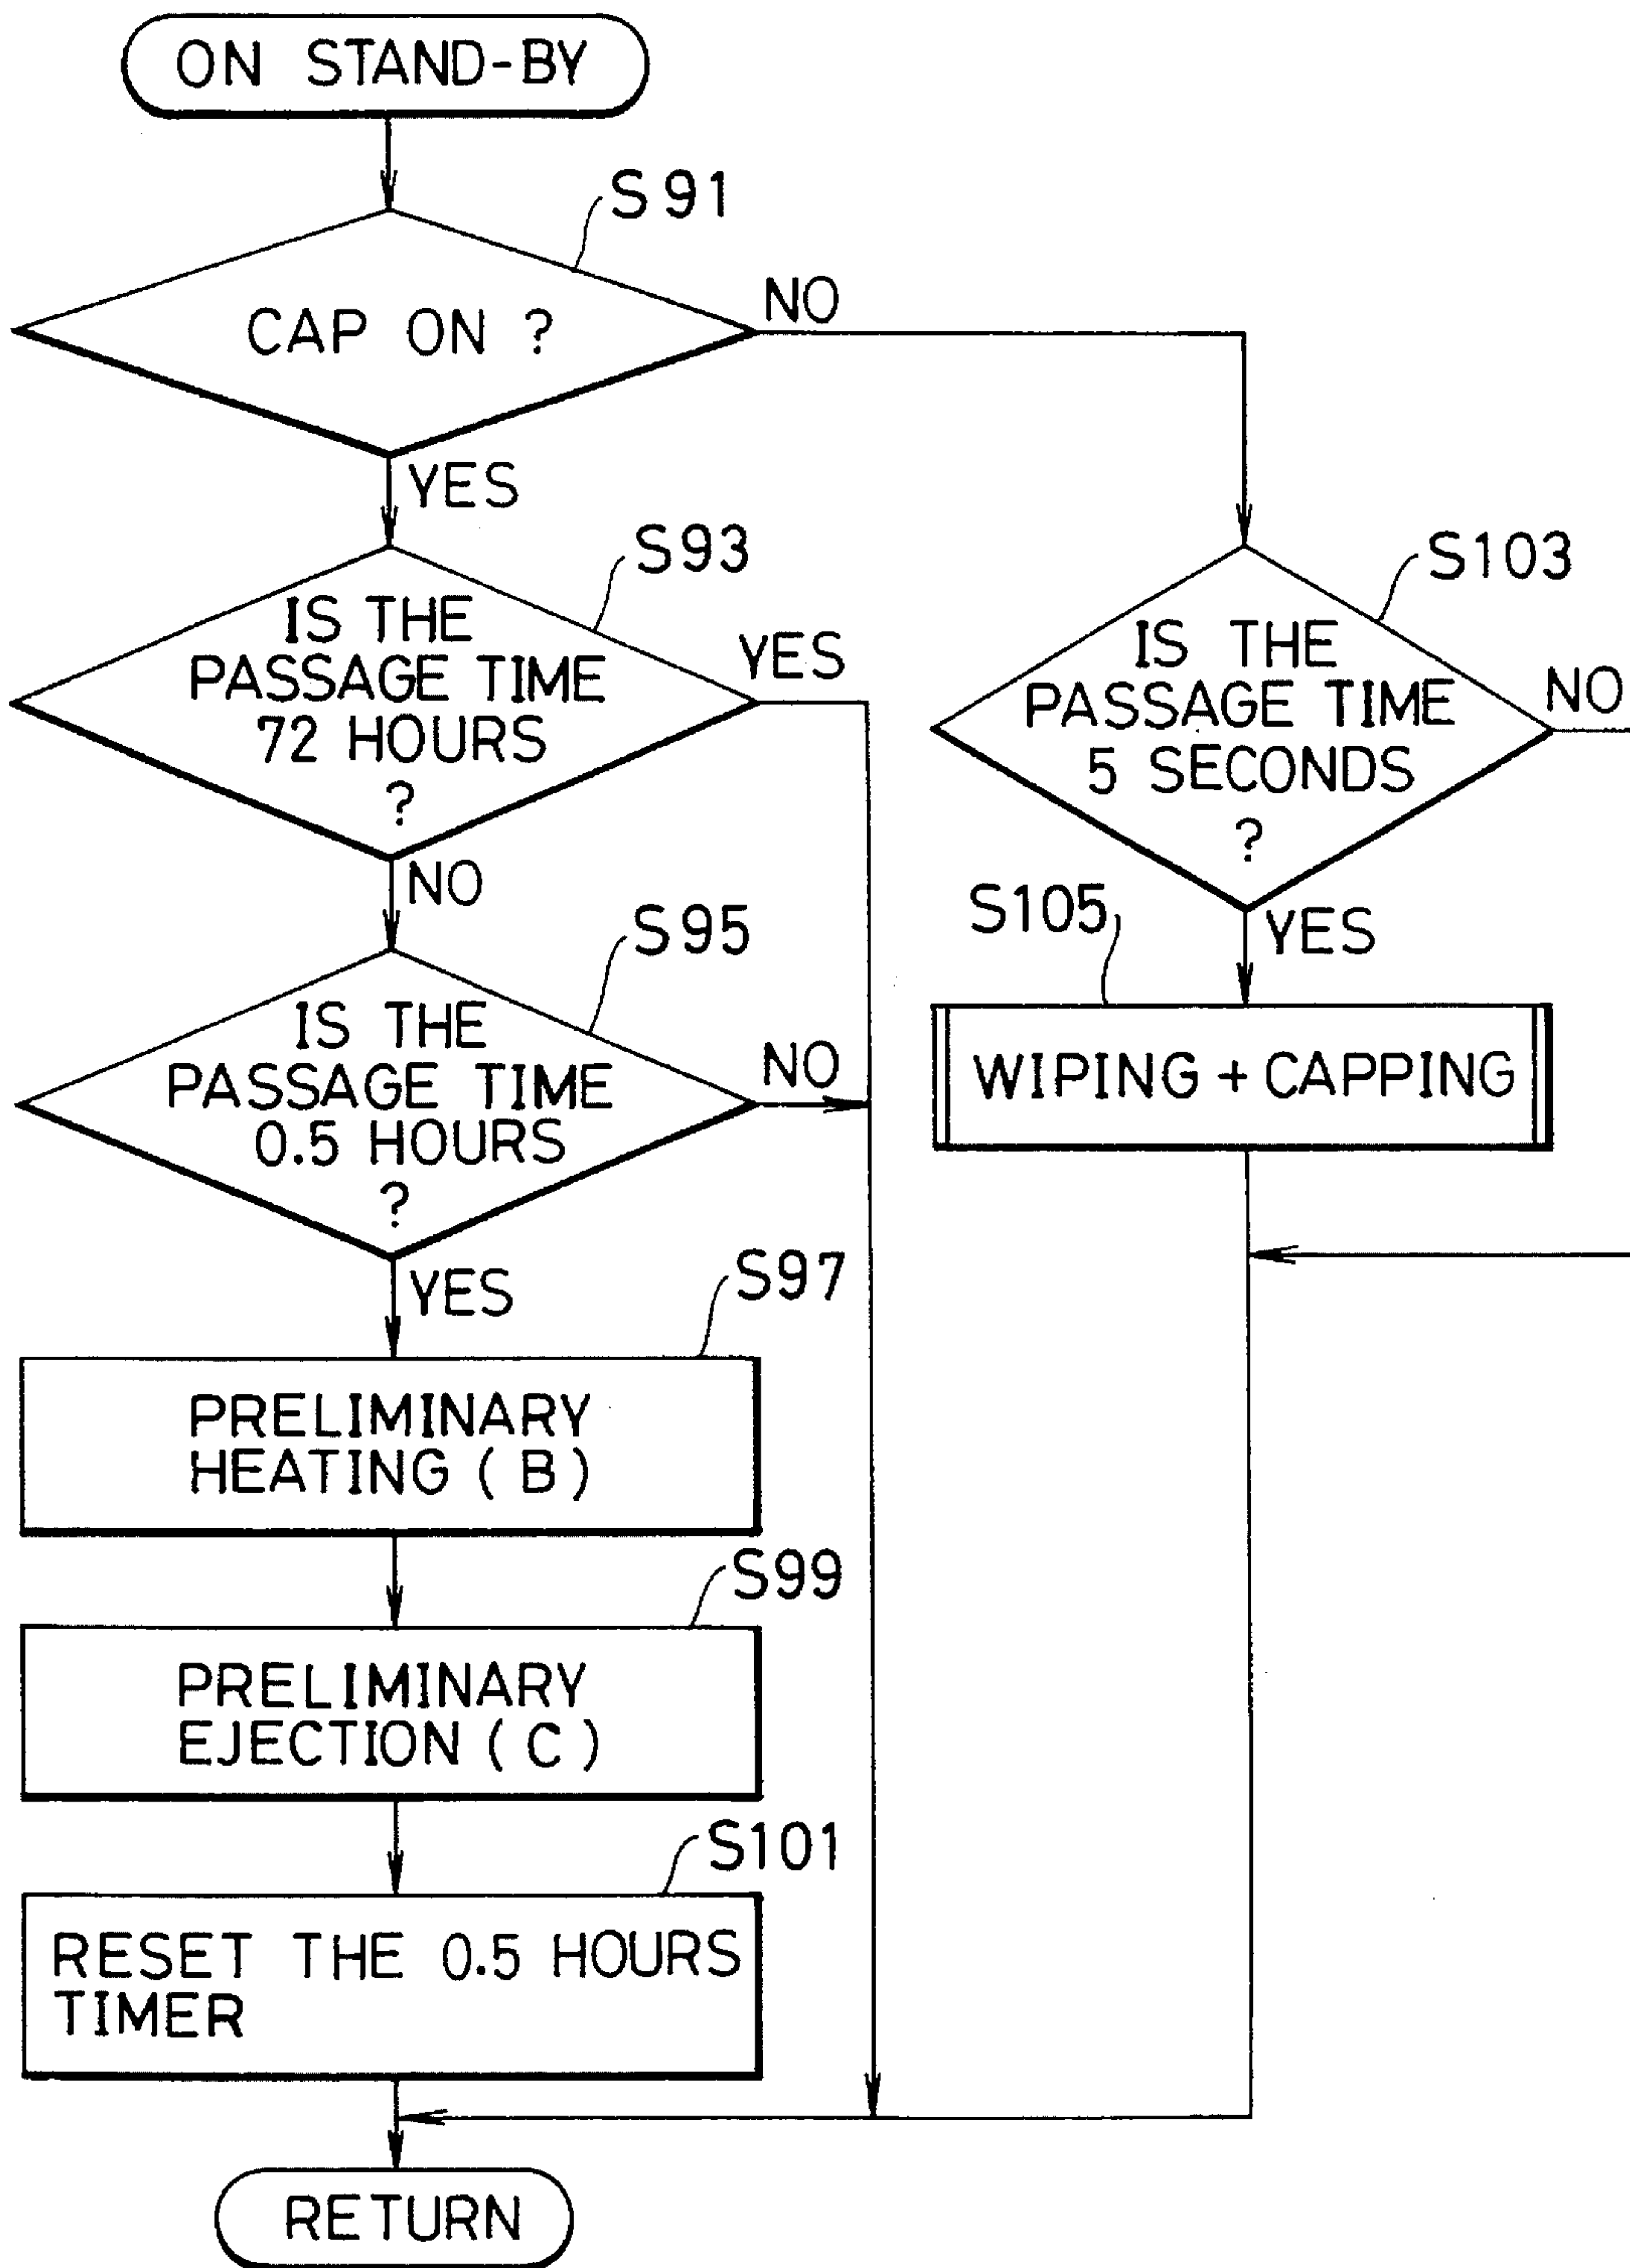 ON STAND-BY
S91
CAP ON ?
NO
YES
S93
IS THE
PASSAGE TIME
72 HOURS
?
YES
NO
S103
IS THE
PASSAGE TIME
5 SECONDS
?
NO
YES
S105
WIPING + CAPPING
S95
IS THE
PASSAGE TIME
0.5 HOURS
?
NO
YES
S97
PRELIMINARY
HEATING (B)
S99
PRELIMINARY
EJECTION (C)
S101
RESET THE 0.5 HOURS
TIMER
RETURN